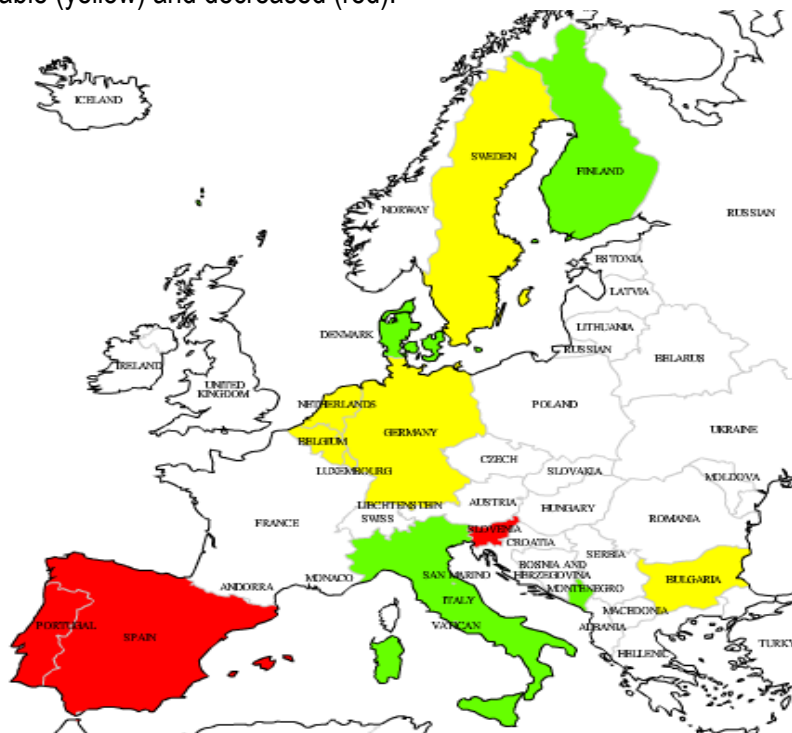 able (yellow) and decreased (red).
ICELAND
SWEDEN
FINLAND
NORWAY
RUSSIAN
ESTONIA
LATVIA
LITHUANIA
RUSSIAN
BELARUS
DENMARK
IRELAND
UNITED
KINGDOM
NETHERLANDS
POLAND
GERMANY
UKRAINE
BELGIUM
CZECH
LUXEMBOURG
SLOVAKIA
MOLDOVA
LIECHTENSTEIN
AUSTRIA
HUNGARY
SWISS
FRANCE
ROMANIA
SLOVENIA
CROATIA
SERBIA
BOSNIA AND
HERZEGOVINA
SAN MARINO
MONACO
ANDORRA
MONTENEGRO
BULGARIA
ITALY
MACEDONIA
VATICAN
ALBANIA
PORTUGAL
SPAIN
HELLENIC
TURKY